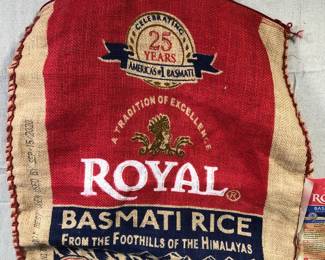 CELEBRATING
25
YEARS
AMERICA'S #1 BASMATI
A TRADITION OF EXCELLENCE
ROYAL®
BASMATI RICE
FROM THE FOOTHILLS OF THE HIMALAYAS